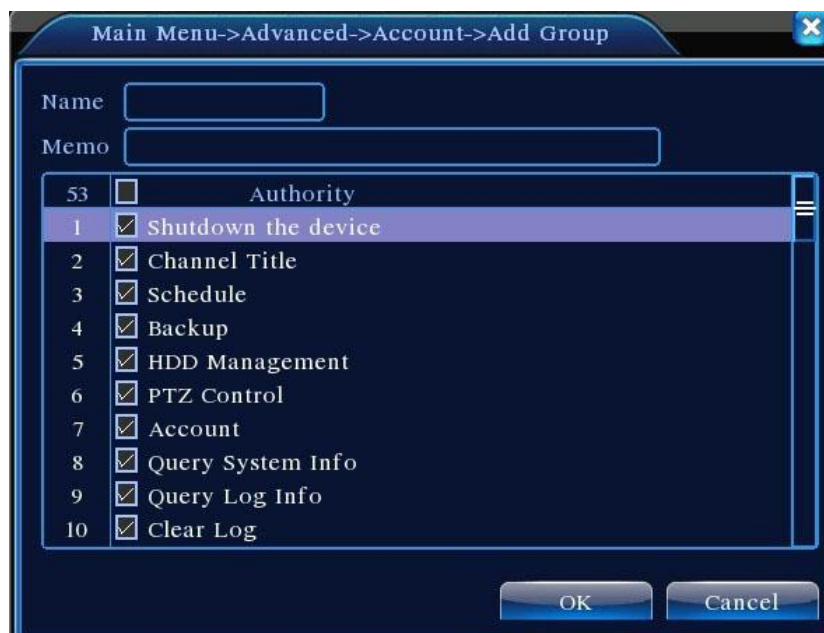 Main Menu->Advanced->Account->Add Group
Name
Memo
53 Authority
1 Shutdown the device
2 Channel Title
3 Schedule
4 Backup
5 HDD Management
6 PTZ Control
7 Account
8 Query System Info
9 Query Log Info
10 Clear Log
OK Cancel